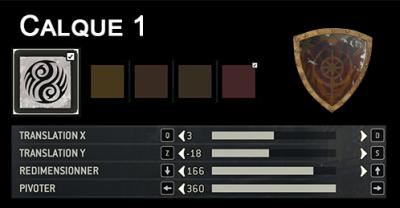 CALQUE 1
TRANSLATION X Q 3 D
TRANSLATION Y Z -18 S
REDIMENSIONNER 166
PIVOTER 360